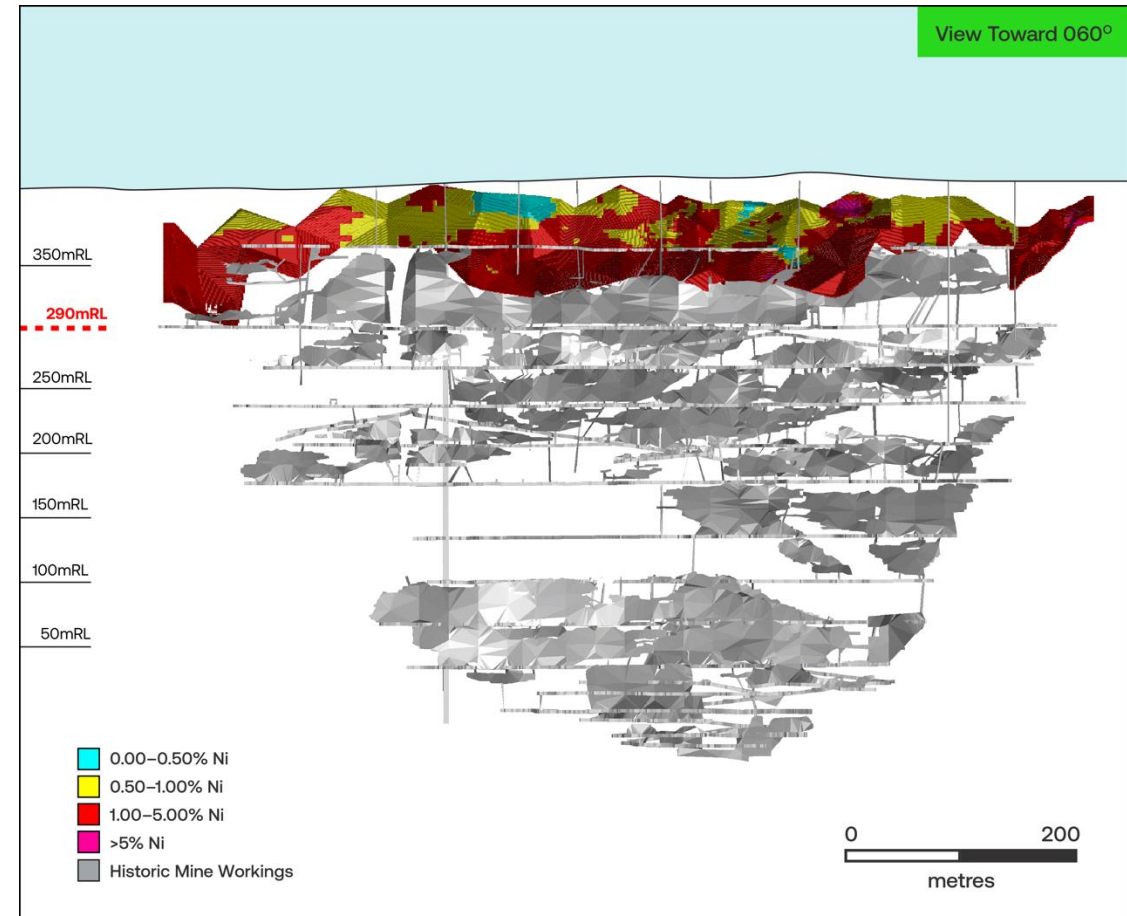 View Toward 060°
350mRL
290mRL
250mRL
200mRL
150mRL
100mRL
50mRL
0.00–0.50% Ni
0.50–1.00% Ni
1.00–5.00% Ni
>5% Ni
Historic Mine Workings
0 200
metres